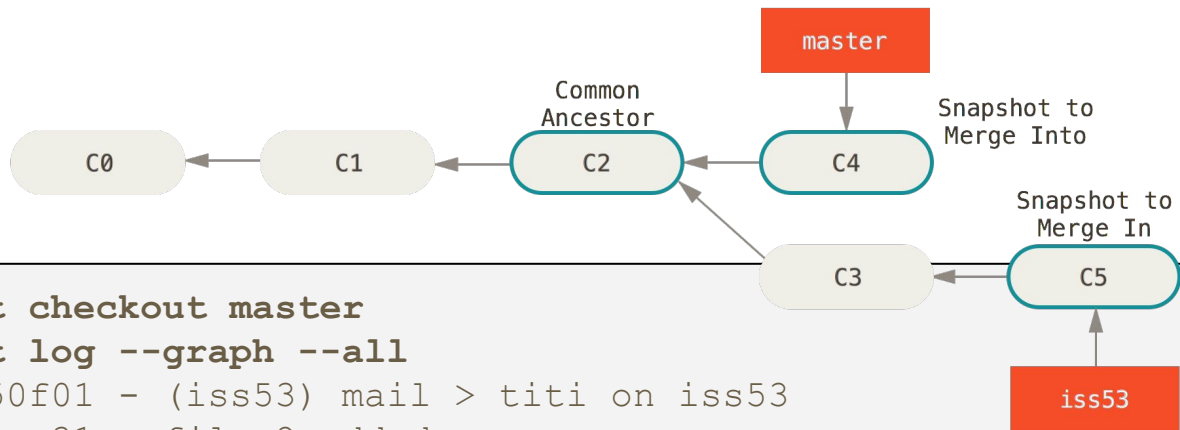 master
Common
Ancestor
Snapshot to
Merge Into
C0
C1
C2
C4
Snapshot to
Merge In
C3
C5
checkout master
log --graph --all
- (iss53) mail > titi on iss53
iss53